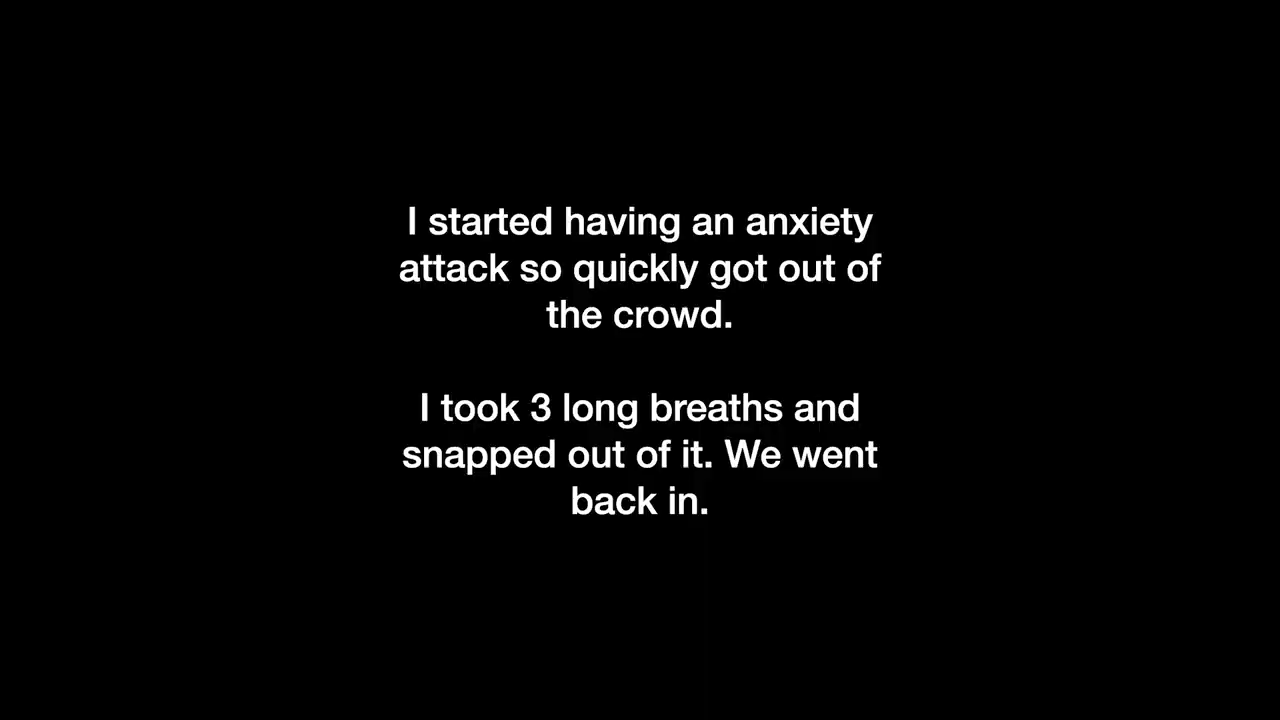 I started having an anxiety
attack so quickly got out of
the crowd.
I took 3 long breaths and
snapped out of it. We went
back in.